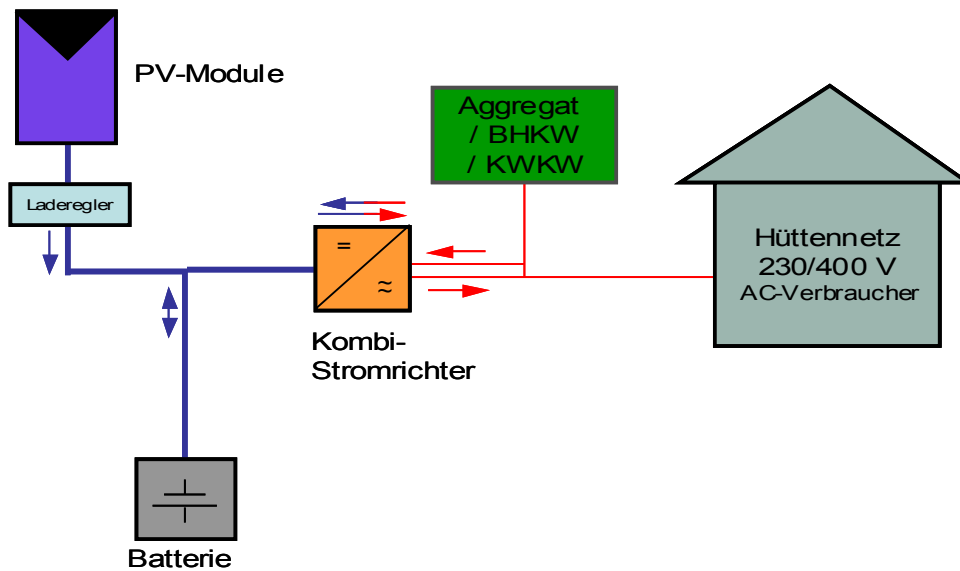 PV-Module
Aggregat
/ BHKW
/ KWKW
Laderegler
=
≈
Hüttennetz
230/400 V
AC-Verbraucher
Kombi-
Stromrichter
Batterie